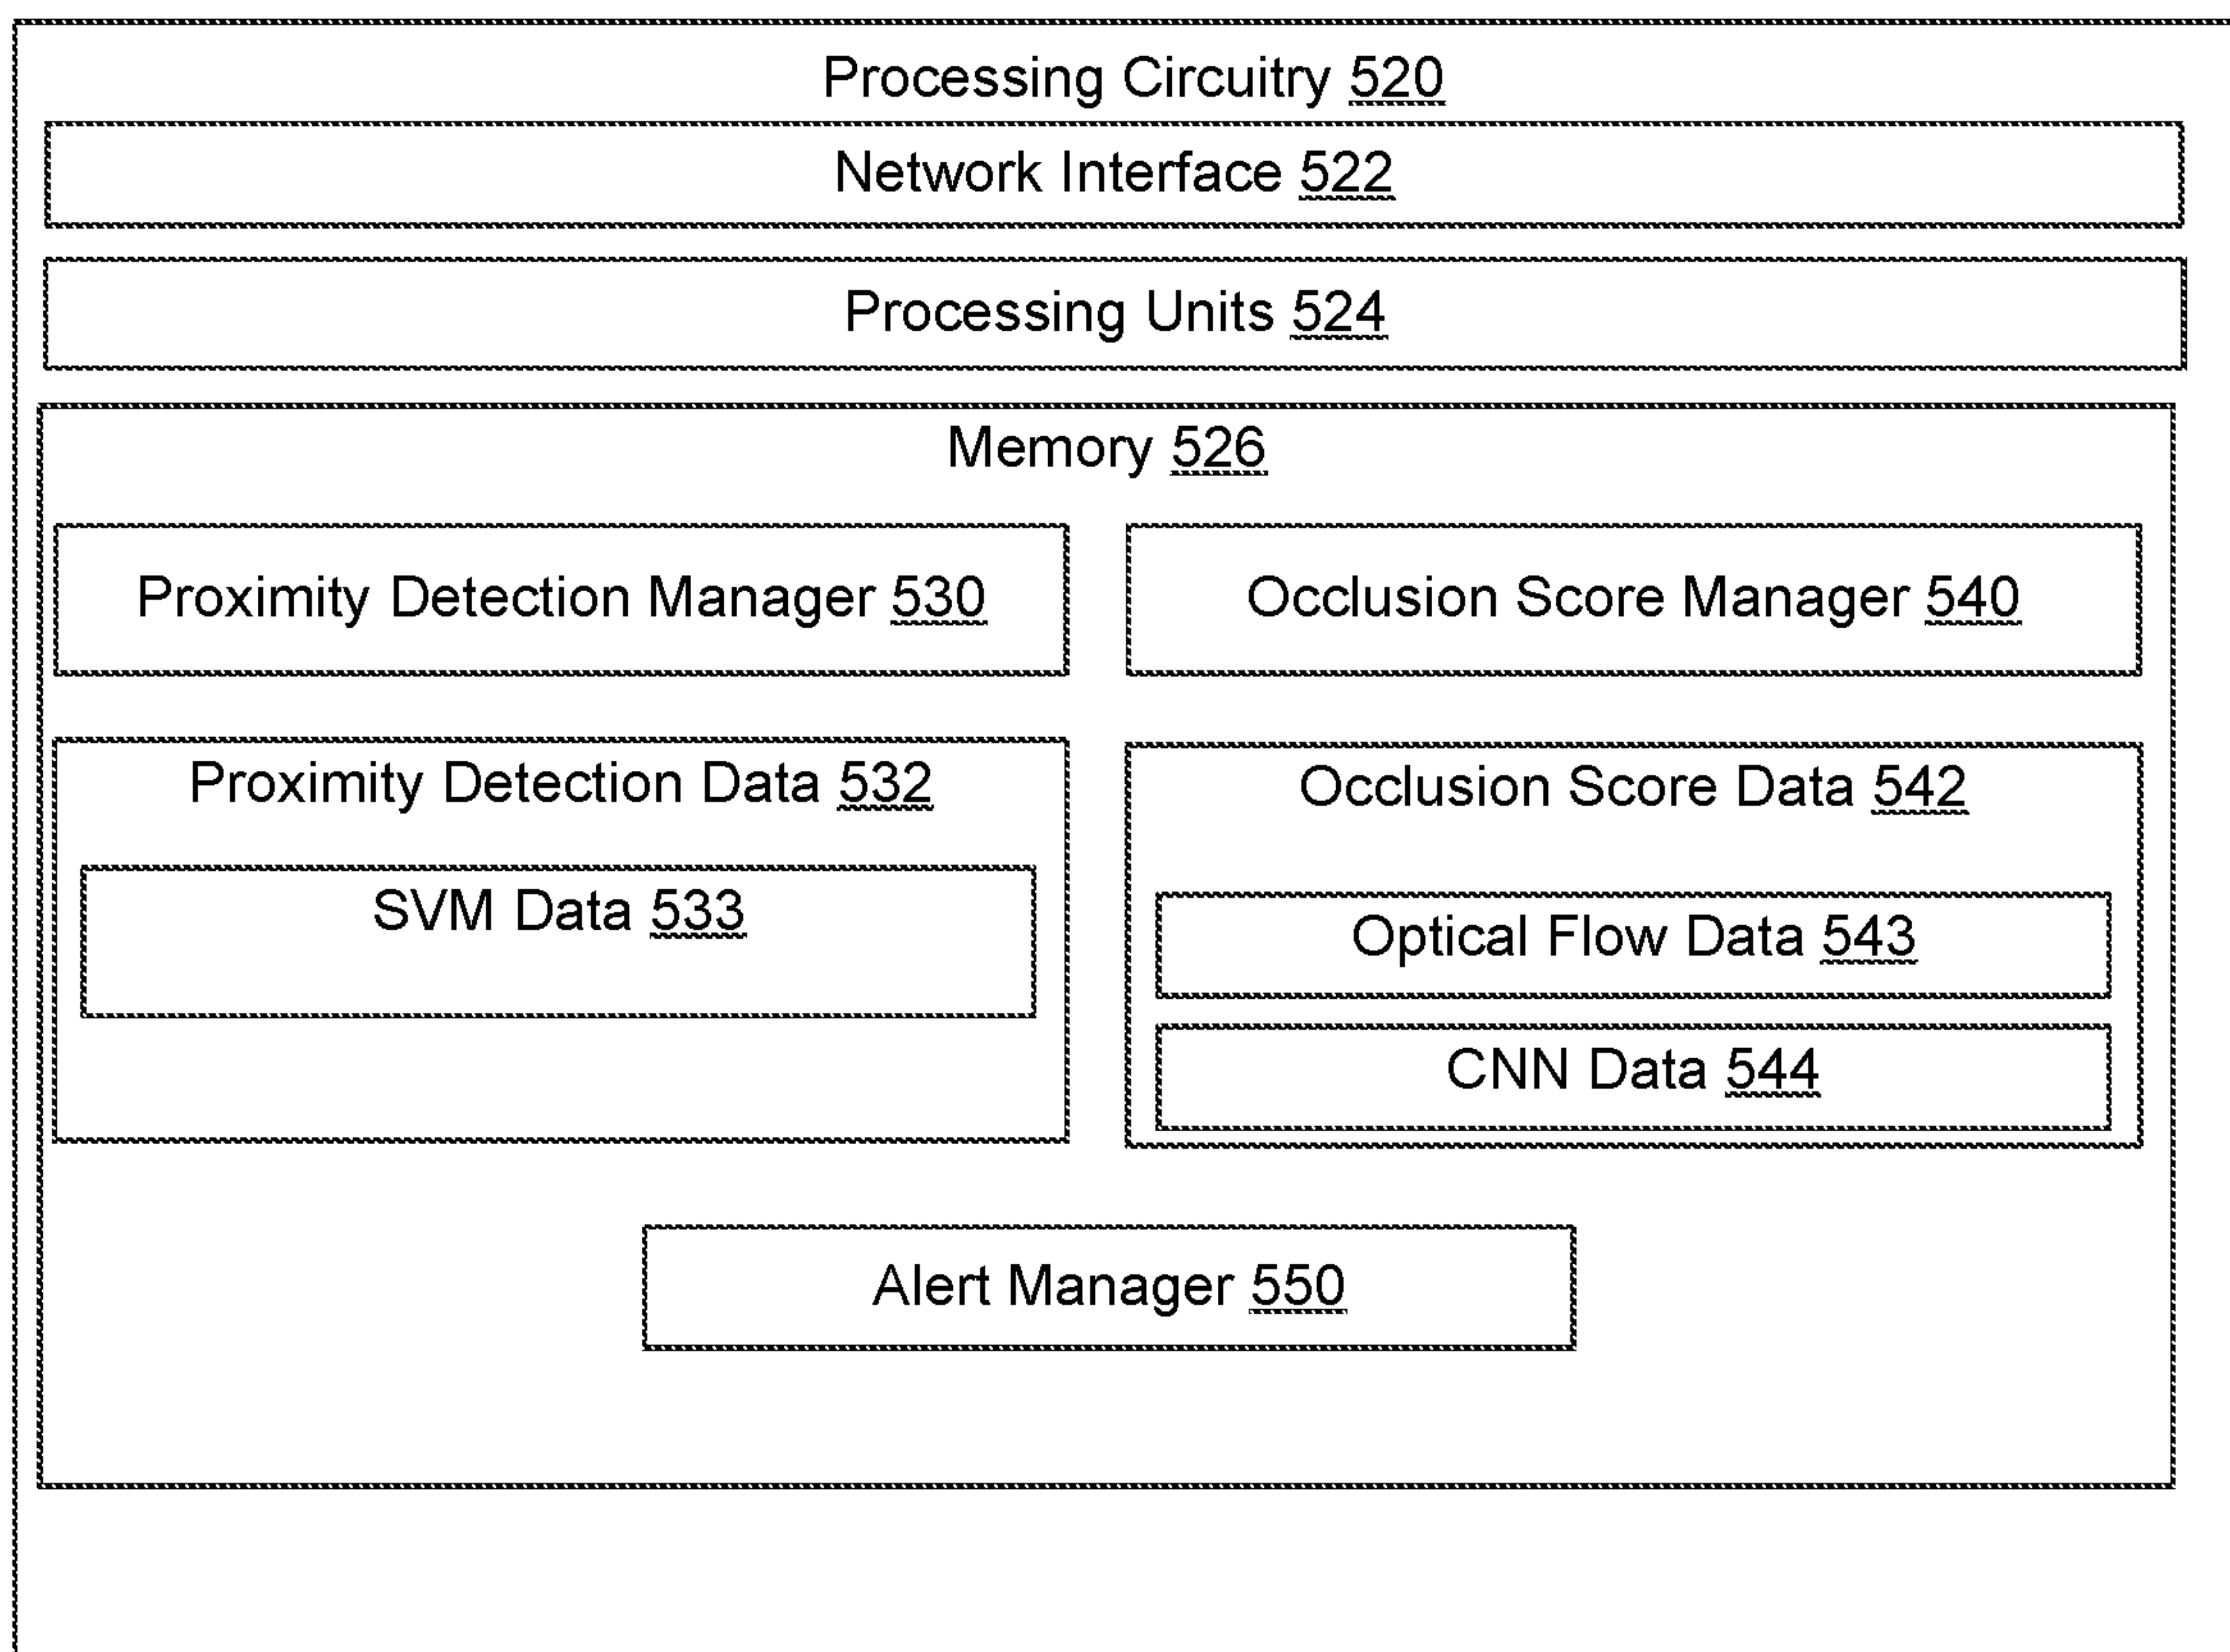 Processing Circuitry 520
Network Interface 522
Processing Units 524
Memory 526
Proximity Detection Manager 530
Occlusion Score Manager 540
Proximity Detection Data 532
SVM Data 533
Occlusion Score Data 542
Optical Flow Data 543
CNN Data 544
Alert Manager 550